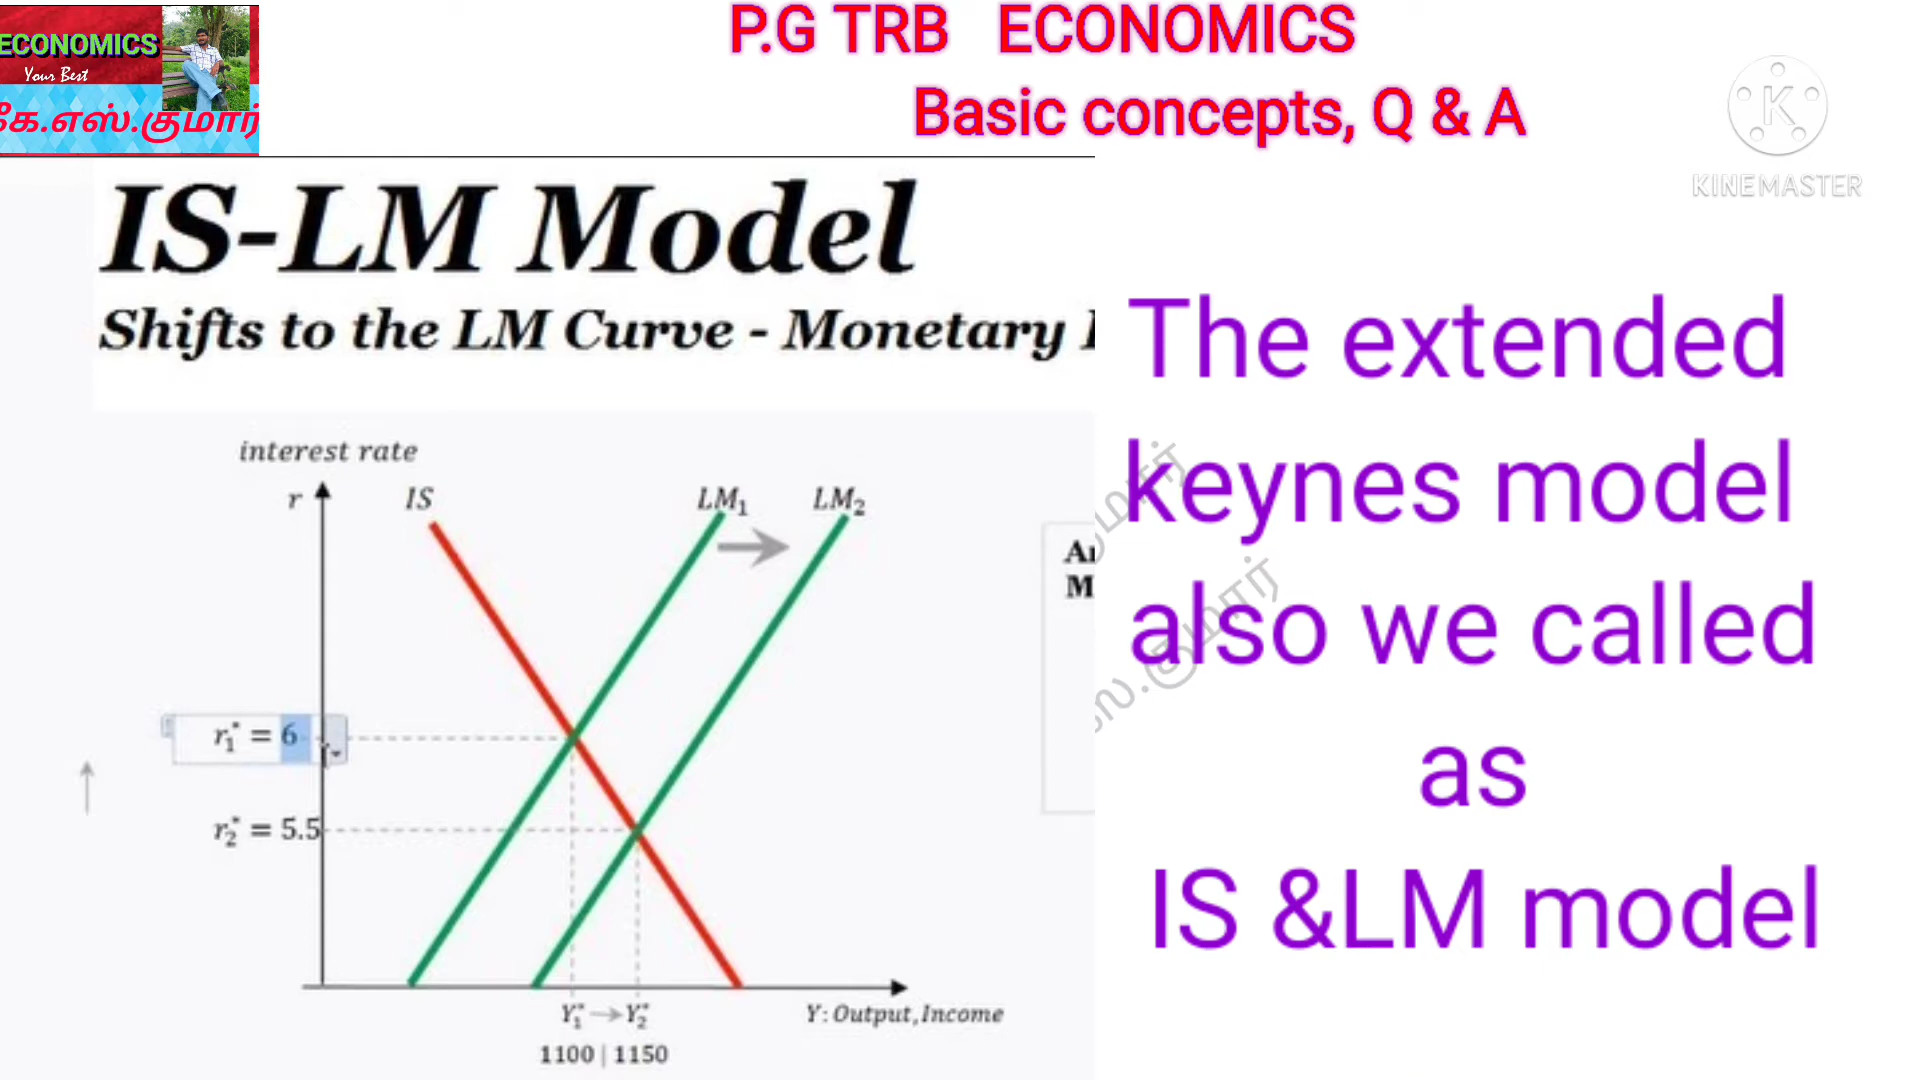 ECONOMICS
Your Best
கே.எஸ்.குமார்
P.G TRB ECONOMICS
Basic concepts, Q & A
KINEMASTER
IS-LM Model
Shifts to the LM Curve - Monetary
interest rate
r
IS
LM₁
LM₂
r₁* = 6
r₂* = 5.5
Y₁* → Y₂*
Y: Output, Income
1100 | 1150
The extended
keynes model
also we called
as
IS &LM model